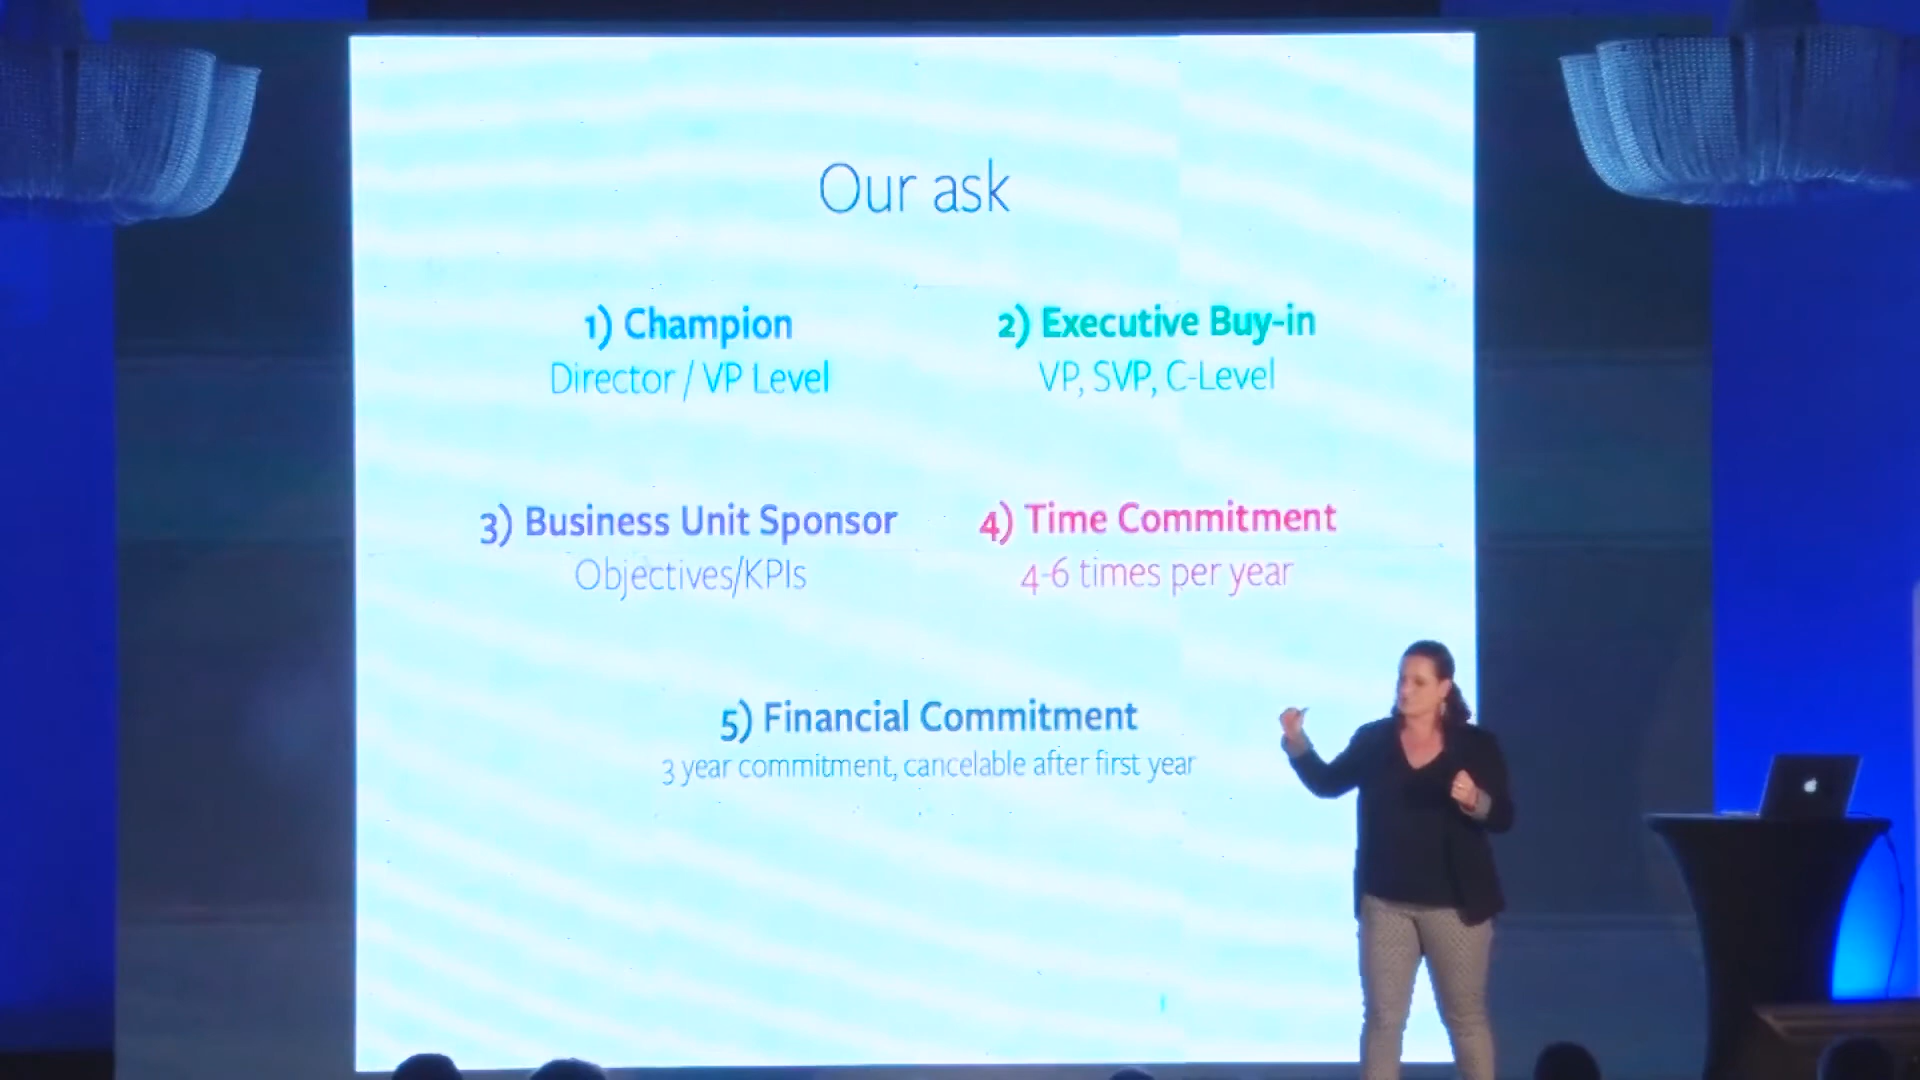 Our ask
1) Champion
Director / VP Level
2) Executive Buy-in
VP, SVP, C-Level
3) Business Unit Sponsor
Objectives/KPIs
4) Time Commitment
4-6 times per year
5) Financial Commitment
3 year commitment, cancelable after first year